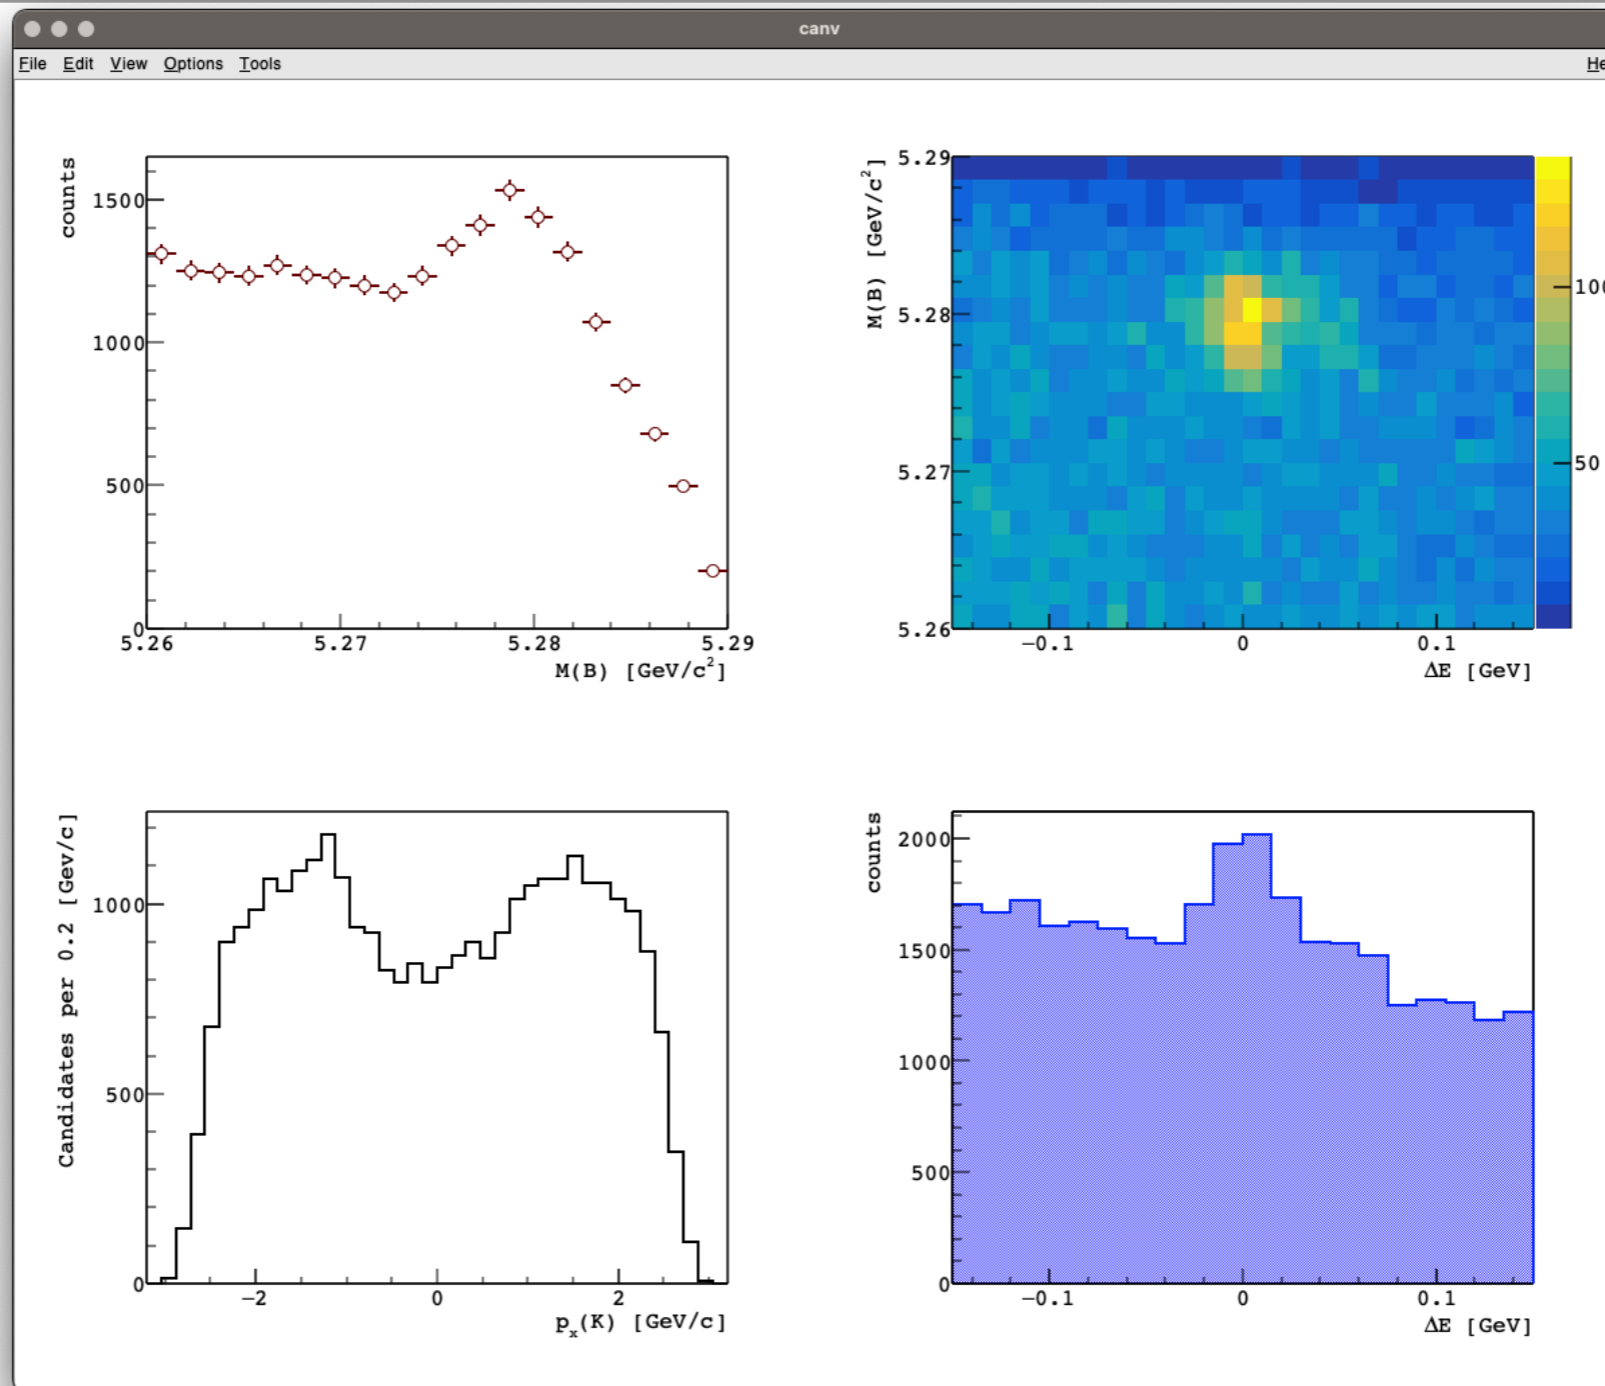 canv
File Edit View Options Tools He
counts
1500
1000
500
0
5.26 5.27 5.28 5.29
M(B) [GeV/c²]
M(B) [GeV/c²]
5.29
5.28
5.27
5.26
−0.1 0 0.1
ΔE [GeV]
100
50
Candidates per 0.2 [Gev/c]
1000
500
0
−2 0 2
pₓ(K) [GeV/c]
counts
2000
1500
1000
500
0
−0.1 0 0.1
ΔE [GeV]